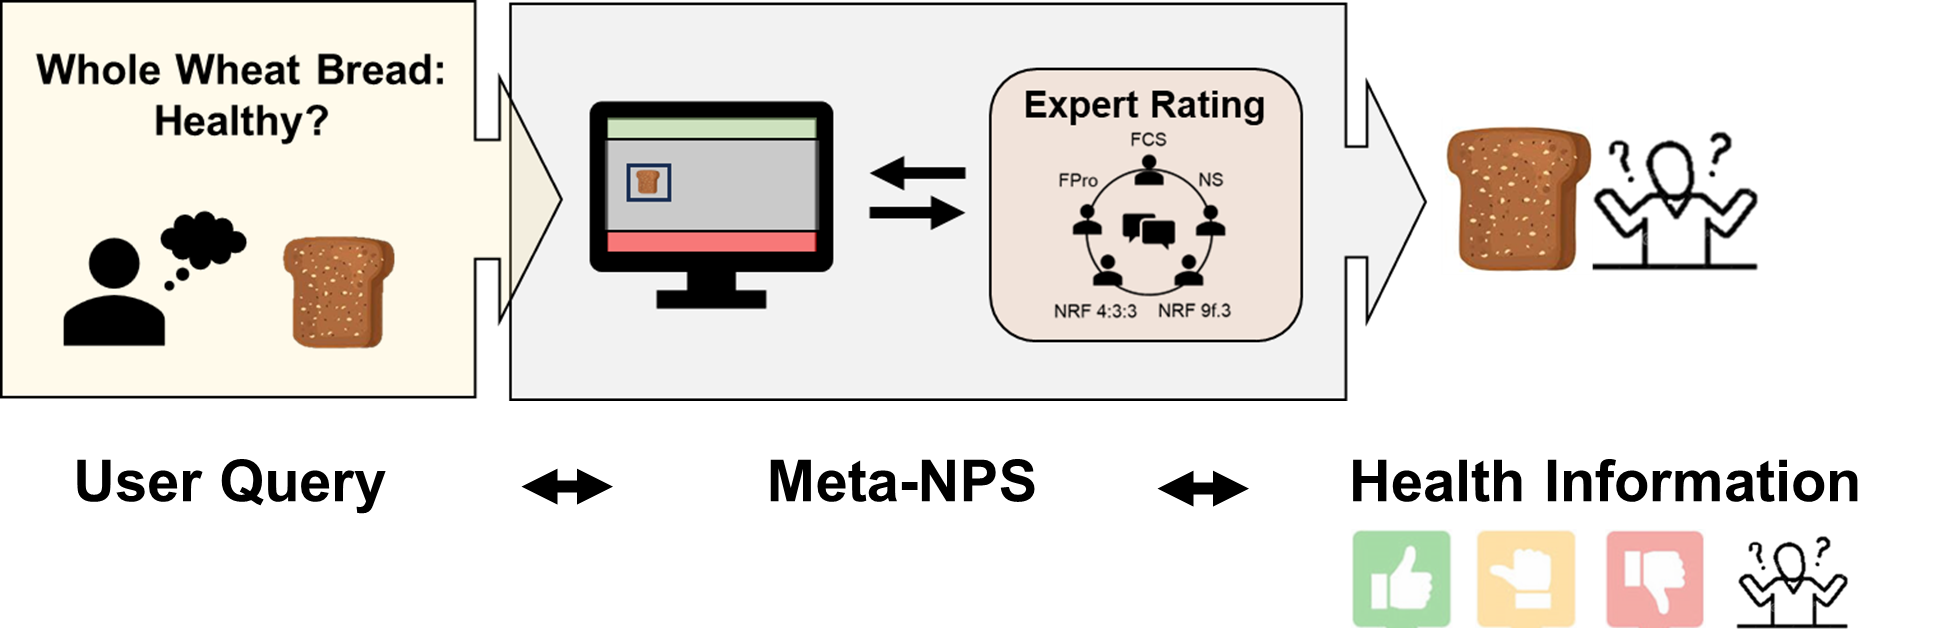 Whole Wheat Bread:
Healthy?
Expert Rating
FCS
FPro
NS
NRF 4:3:3
NRF 9f.3
? ?
User Query
Meta-NPS
Health Information
? ?